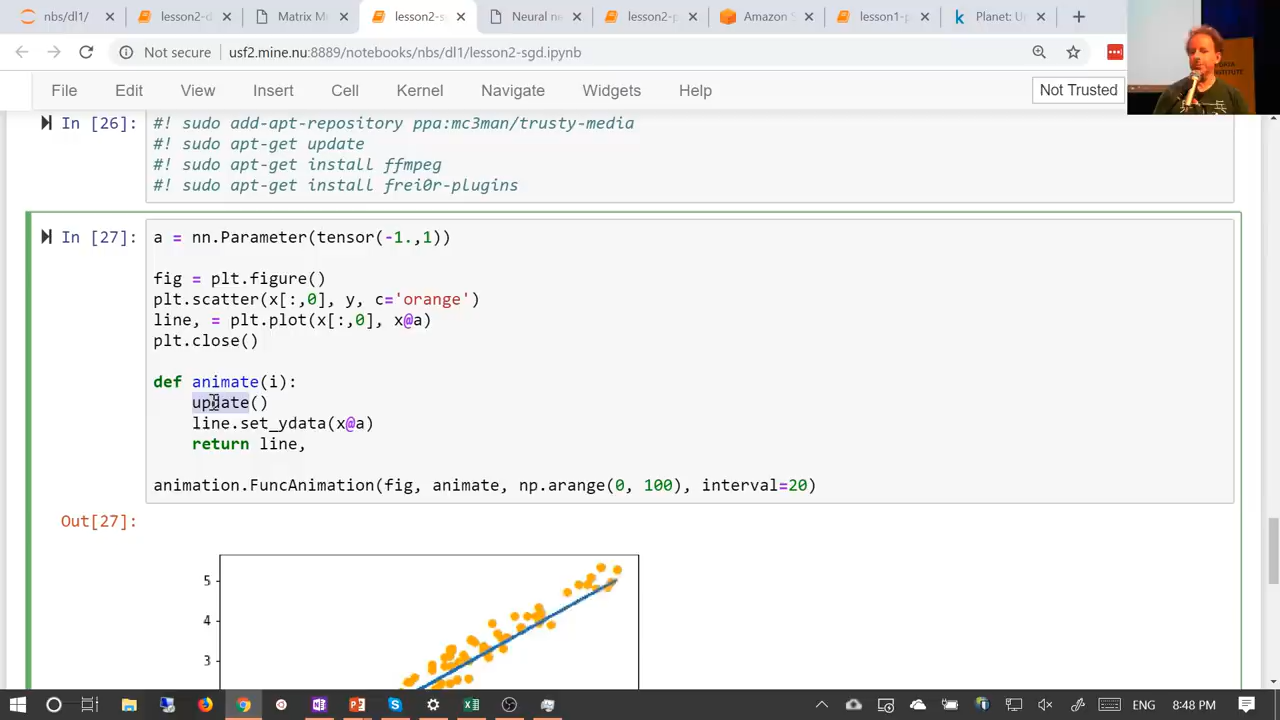 nbs/dl1/
lesson2-d
Matrix M
lesson2-s
Neural ne
lesson2-p
Amazon S
lesson1-p
Planet: U
Not secure
usf2.mine.nu:8889/notebooks/nbs/dl1/lesson2-sgd.ipynb
File Edit View Insert Cell Kernel Navigate Widgets Help
Not Trusted
In [26]:
#! sudo add-apt-repository ppa:mc3man/trusty-media
#! sudo apt-get update
#! sudo apt-get install ffmpeg
#! sudo apt-get install frei0r-plugins
In [27]:
a = nn.Parameter(tensor(-1.,1))
fig = plt.figure()
plt.scatter(x[:,0], y, c='orange')
line, = plt.plot(x[:,0], x@a)
plt.close()
def animate(i):
update()
line.set_ydata(x@a)
return line,
animation.FuncAnimation(fig, animate, np.arange(0, 100), interval=20)
Out[27]:
5
4
3
ENG 8:48 PM